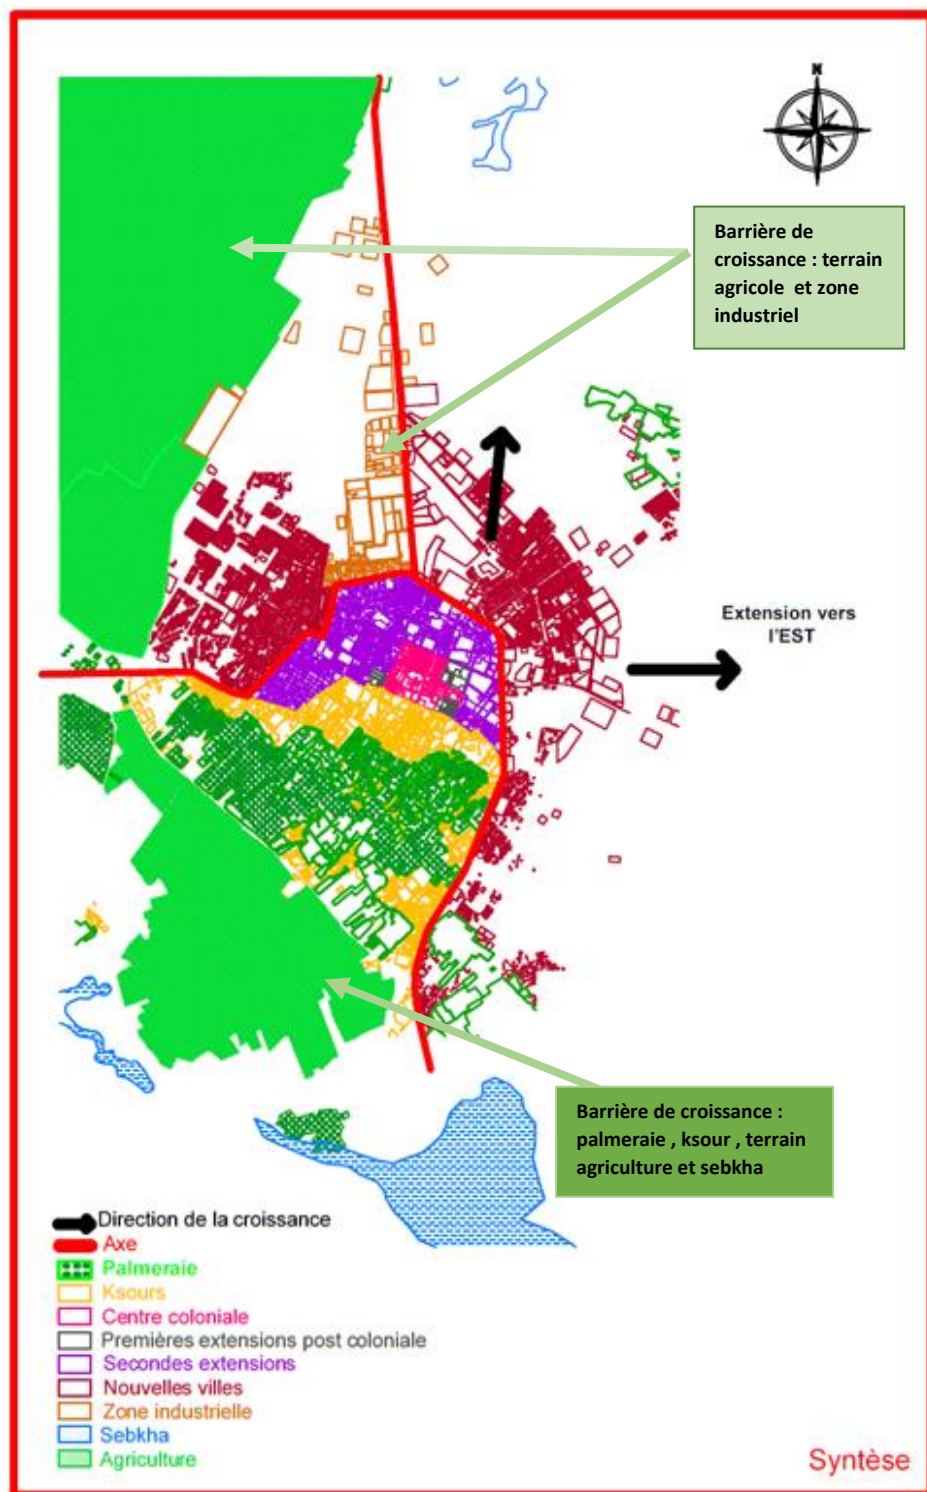 N
Barrière de
croissance : terrain
agricole et zone
industriel
Extension vers
l'EST
Barrière de croissance :
palmeraie , ksour , terrain
agriculture et sebkha
Direction de la croissance
Axe
Palmeraie
Ksours
Centre coloniale
Premières extensions post coloniale
Secondes extensions
Nouvelles villes
Zone industrielle
Sebkha
Agriculture
Syntèse